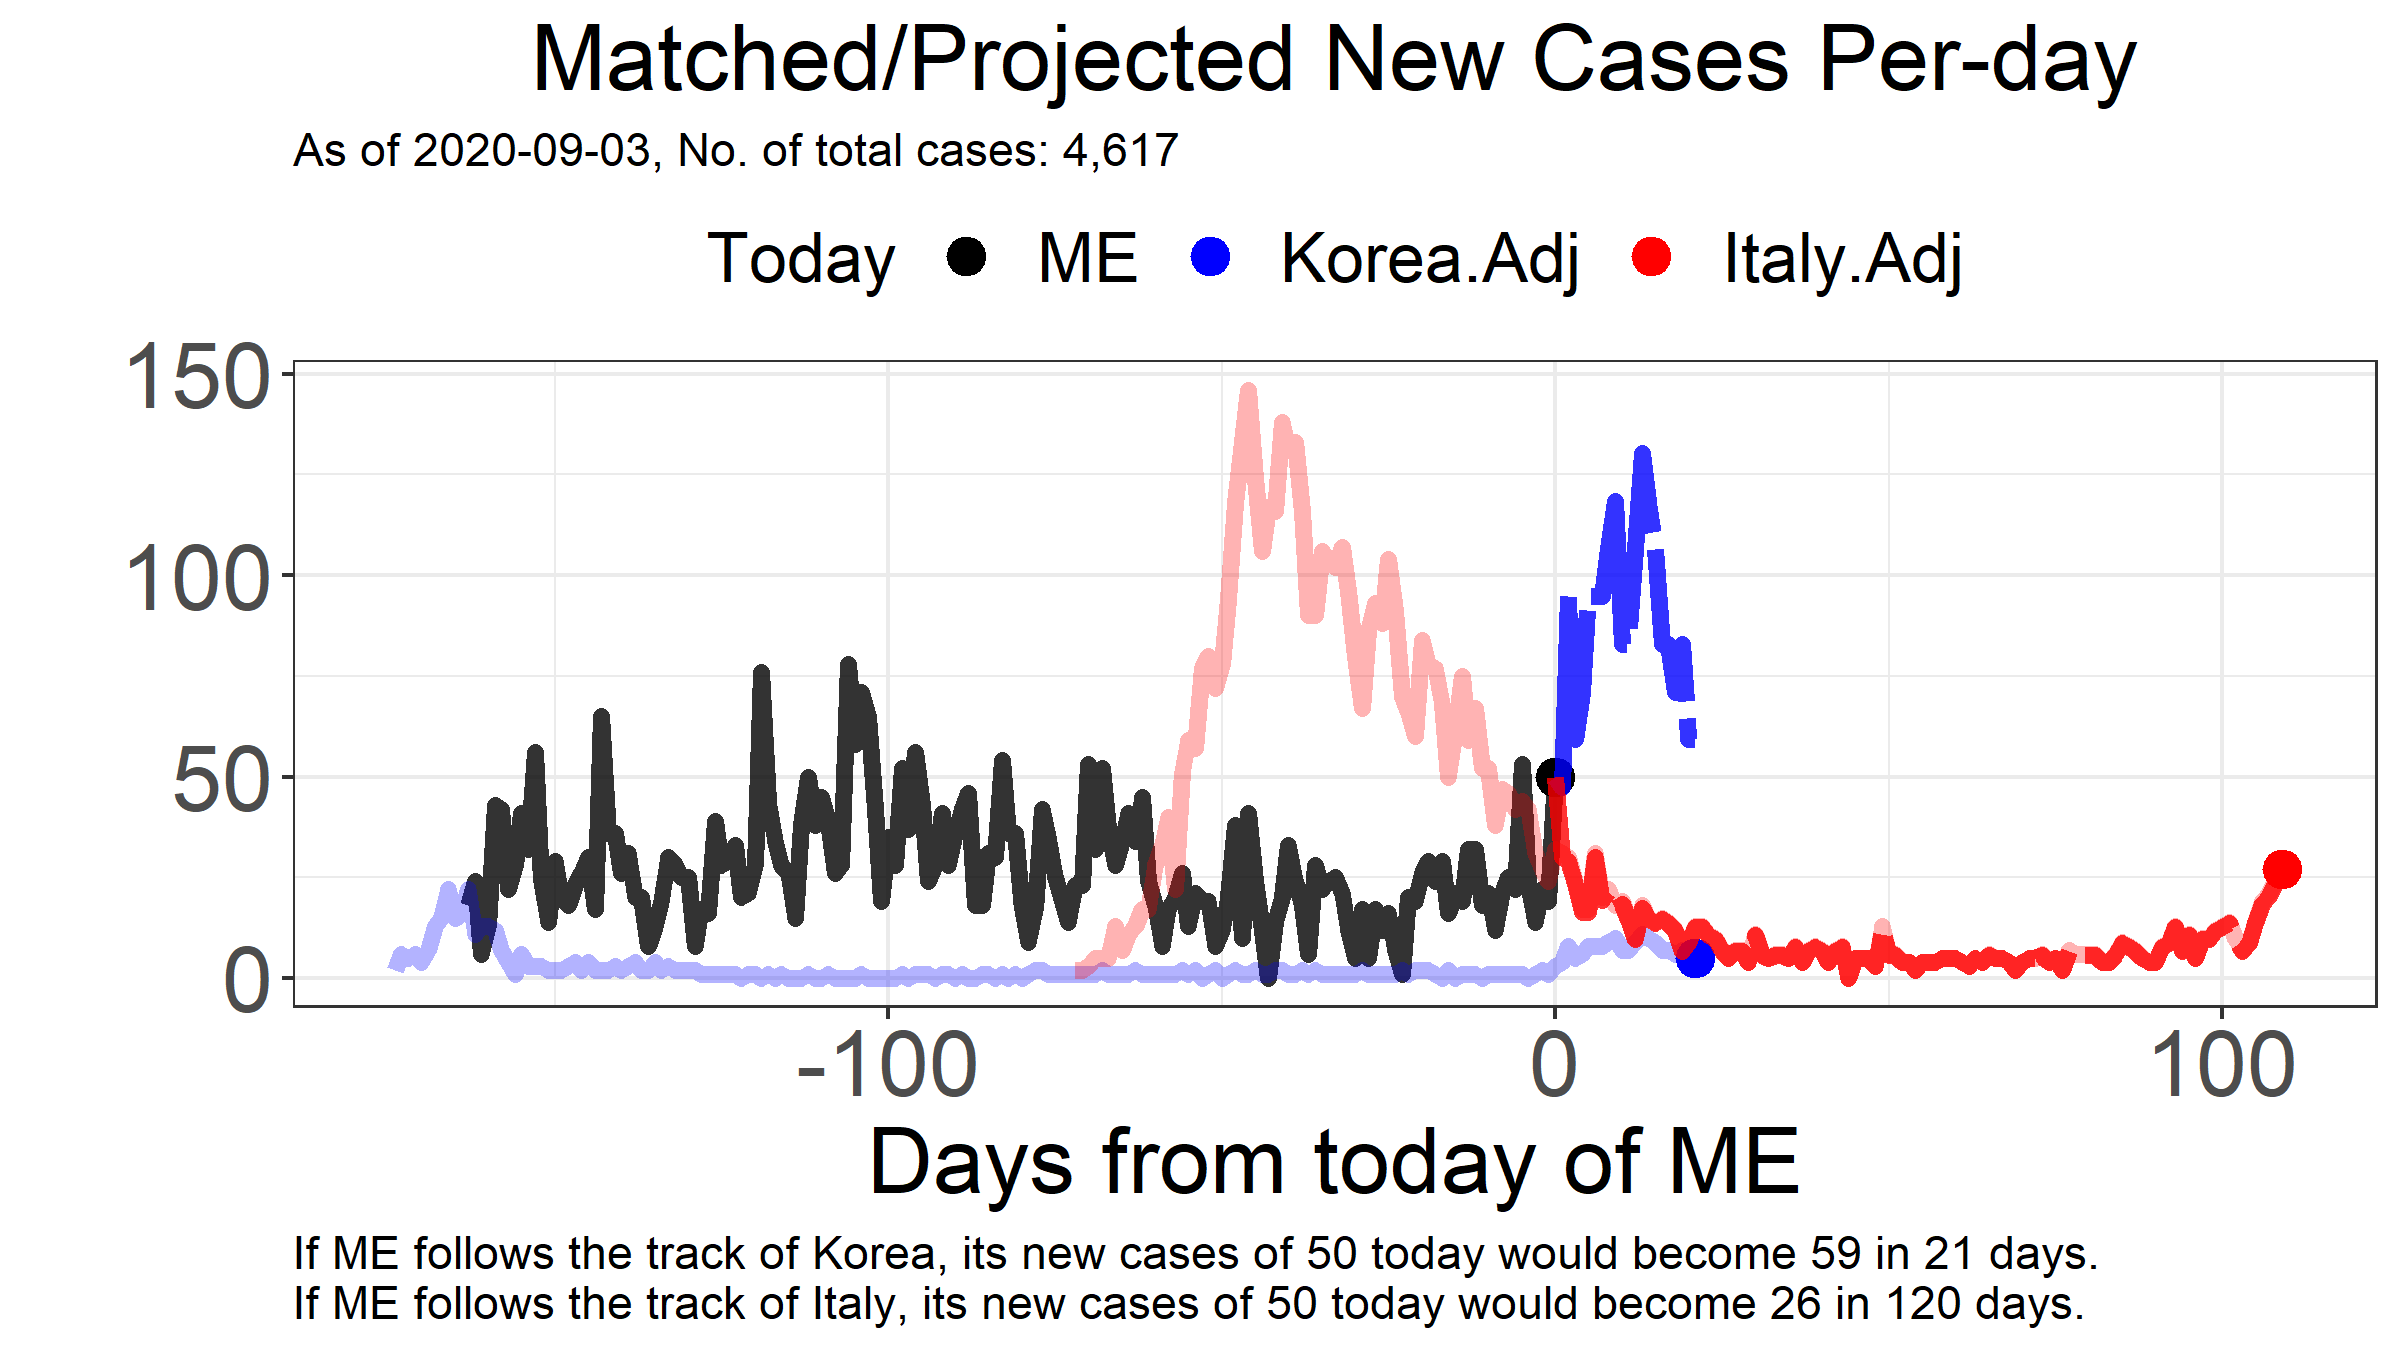 Matched/Projected New Cases Per-day
As of 2020-09-03, No. of total cases: 4,617
Today ME Korea.Adj Italy.Adj
150
100
50
0
-100 0 100
Days from today of ME
If ME follows the track of Korea, its new cases of 50 today would become 59 in 21 days.
If ME follows the track of Italy, its new cases of 50 today would become 26 in 120 days.